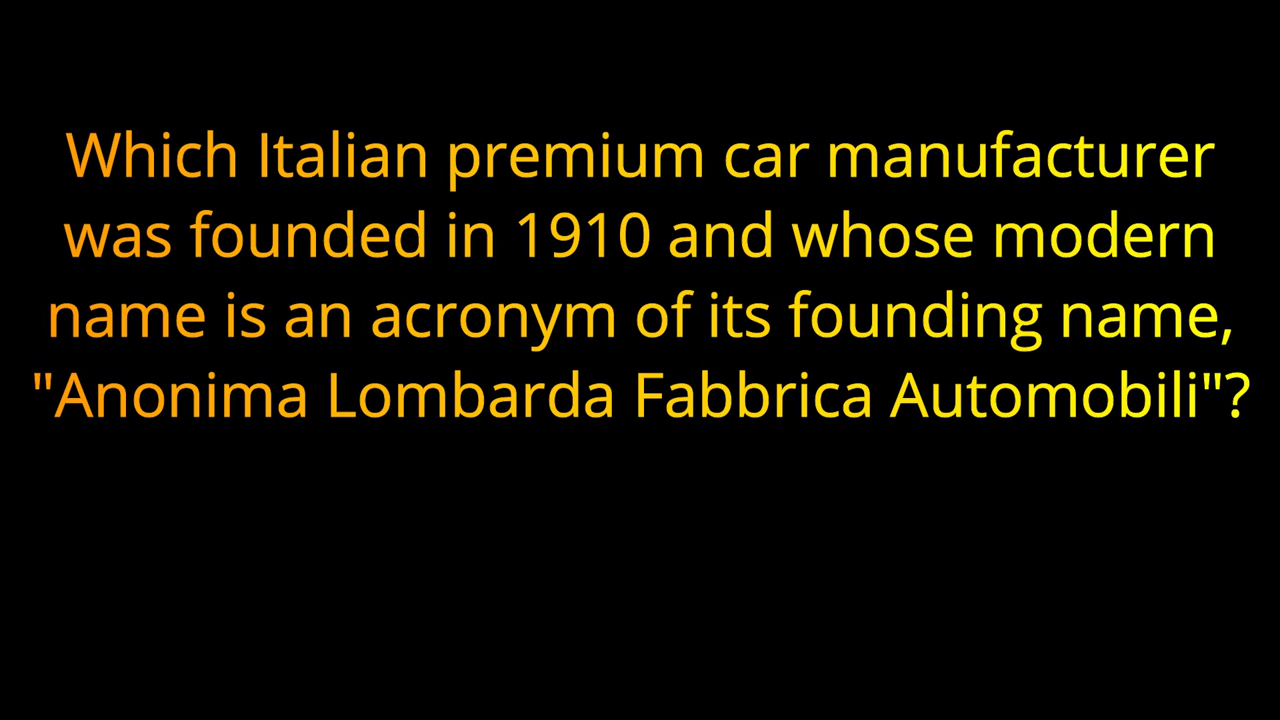 Which Italian premium car manufacturer
was founded in 1910 and whose modern
name is an acronym of its founding name,
"Anonima Lombarda Fabbrica Automobili"?